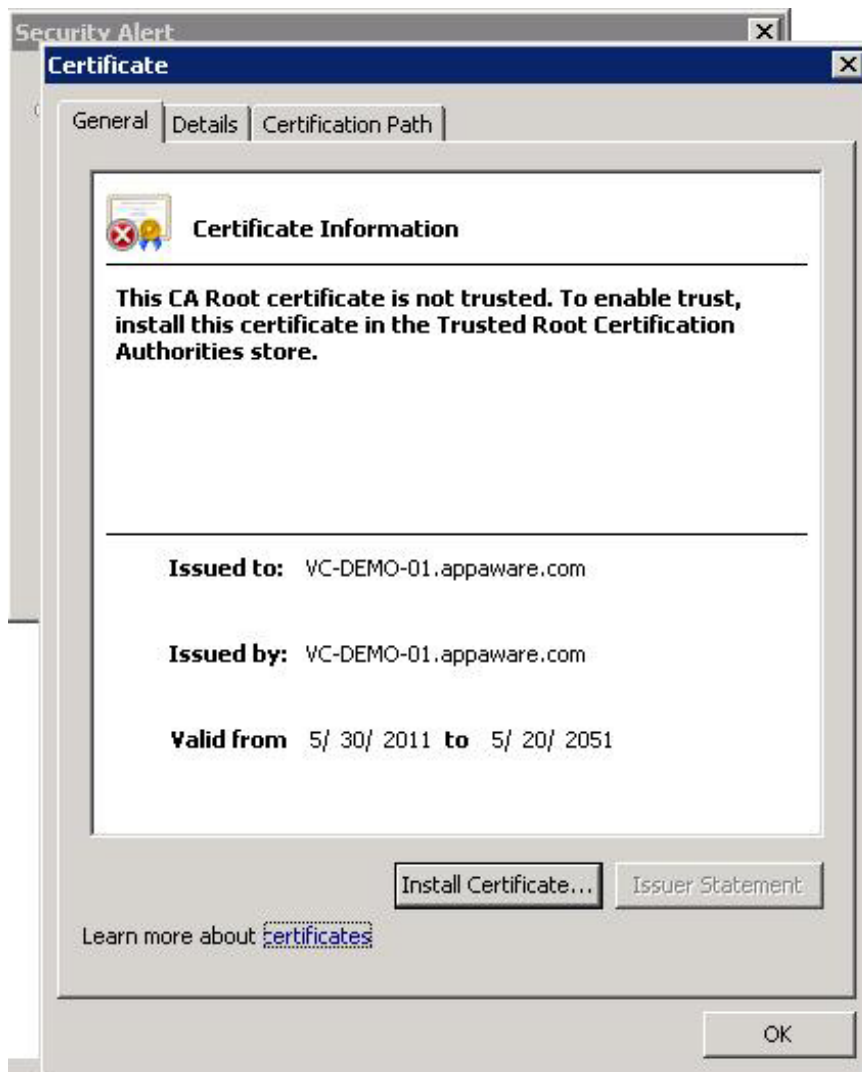 Security Alert
Certificate
General
Details
Certification Path
Certificate Information
This CA Root certificate is not trusted. To enable trust,
install this certificate in the Trusted Root Certification
Authorities store.
Issued to: VC-DEMO-01.appaware.com
Issued by: VC-DEMO-01.appaware.com
Valid from 5/ 30/ 2011 to 5/ 20/ 2051
Install Certificate...
Issuer Statement
Learn more about certificates
OK